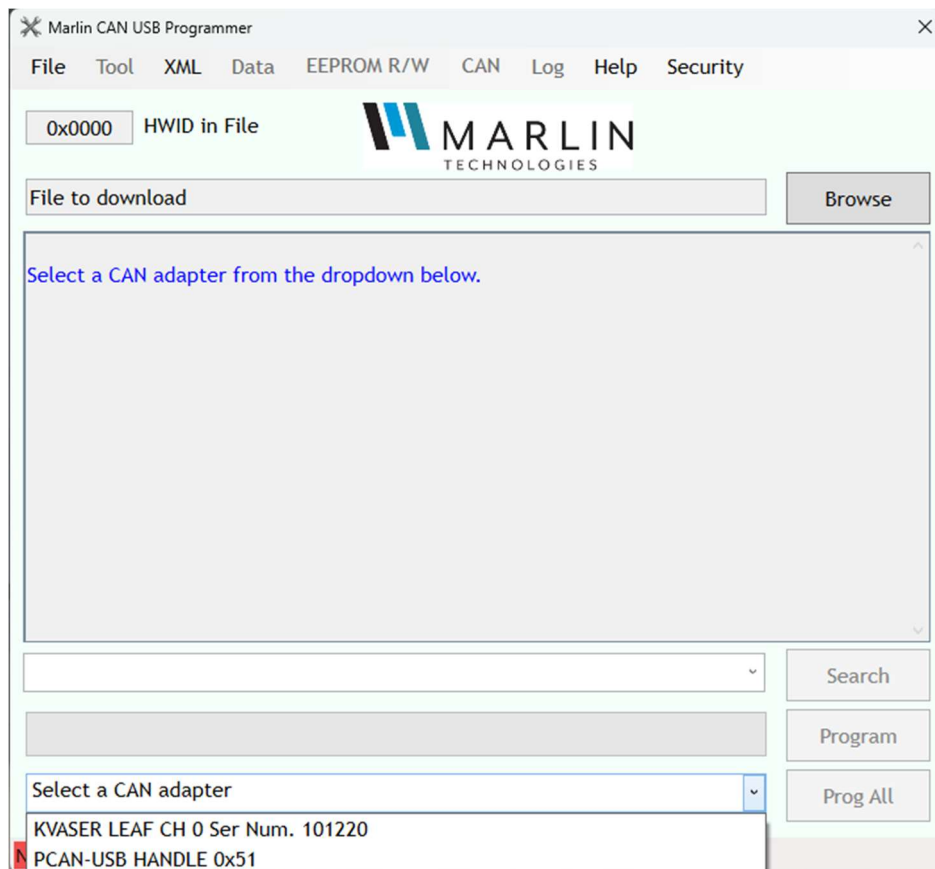 Marlin CAN USB Programmer
File Tool XML Data EEPROM R/W CAN Log Help Security
0x0000 HWID in File
MARLIN
TECHNOLOGIES
File to download Browse
Select a CAN adapter from the dropdown below.
Search
Program
Select a CAN adapter Prog All
KVASER LEAF CH 0 Ser Num. 101220
N PCAN-USB HANDLE 0x51